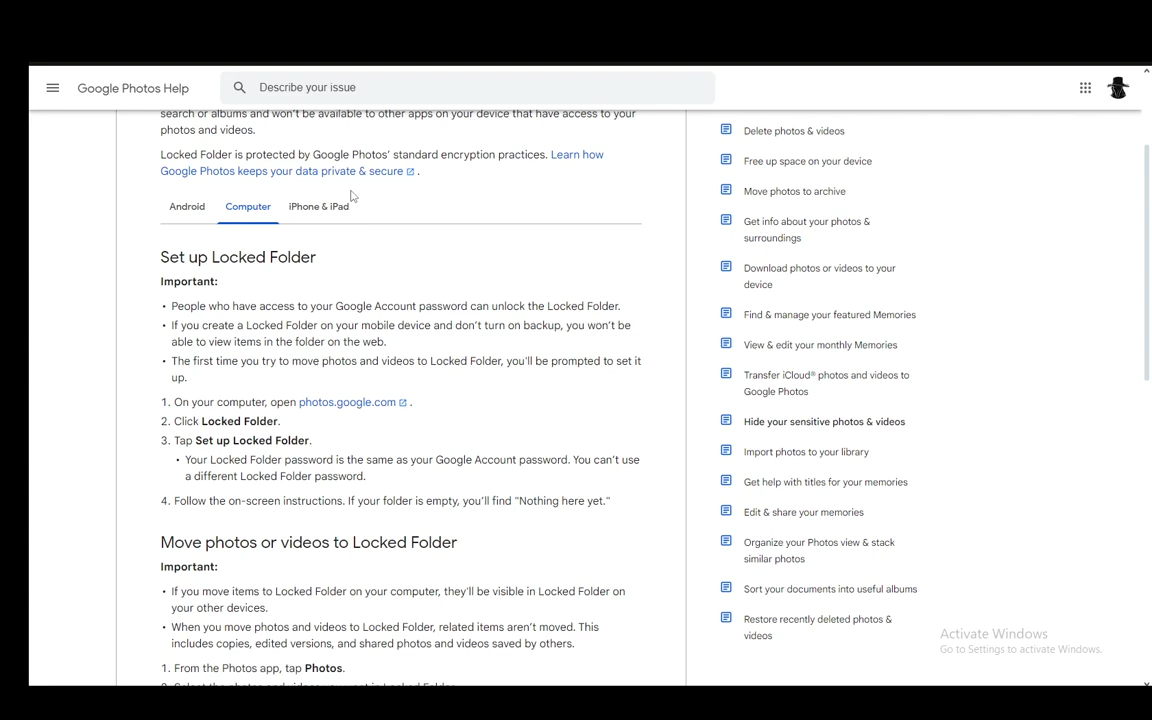 Google Photos Help
Describe your issue
search or albums and won't be available to other apps on your device that have access to your
photos and videos.
Locked Folder is protected by Google Photos' standard encryption practices. Learn how
Google Photos keeps your data private & secure .
Android
Computer
iPhone & iPad
Set up Locked Folder
Important:
• People who have access to your Google Account password can unlock the Locked Folder.
• If you create a Locked Folder on your mobile device and don't turn on backup, you won't be
able to view items in the folder on the web.
• The first time you try to move photos and videos to Locked Folder, you'll be prompted to set it
up.
1. On your computer, open photos.google.com .
2. Click Locked Folder.
3. Tap Set up Locked Folder.
• Your Locked Folder password is the same as your Google Account password. You can't use
a different Locked Folder password.
4. Follow the on-screen instructions. If your folder is empty, you'll find "Nothing here yet."
Move photos or videos to Locked Folder
Important:
• If you move items to Locked Folder on your computer, they'll be visible in Locked Folder on
your other devices.
• When you move photos and videos to Locked Folder, related items aren't moved. This
includes copies, edited versions, and shared photos and videos saved by others.
1. From the Photos app, tap Photos.
2. Select the photos and videos you want in Locked Folder.
Delete photos & videos
Free up space on your device
Move photos to archive
Get info about your photos &
surroundings
Download photos or videos to your
device
Find & manage your featured Memories
View & edit your monthly Memories
Transfer iCloud® photos and videos to
Google Photos
Hide your sensitive photos & videos
Import photos to your library
Get help with titles for your memories
Edit & share your memories
Organize your Photos view & stack
similar photos
Sort your documents into useful albums
Restore recently deleted photos &
videos
Activate Windows
Go to Settings to activate Windows.